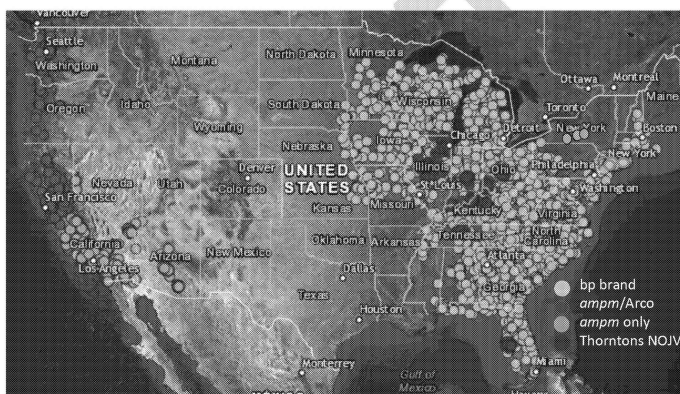 Vancouver
Seattle
Washington
Montana
North Dakota
Minnesota
Ottawa
Montreal
Maine
Oregon
Idaho
South Dakota
Wisconsin
Toronto
Wyoming
Detroit
New York
Boston
Nebraska
Iowa
Chicago
New York
Nevada
Utah
Denver
UNITED
Illinois
Ohio
Philadelphia
San Francisco
Colorado
STATES
St Louis
Washington
Kansas
Missouri
Kentucky
Virginia
California
Los Angeles
Arizona
New Mexico
Oklahoma
Arkansas
Tennessee
North
Carolina
Dallas
Atlanta
Texas
Georgia
Houston
bp brand
ampm/Arco
ampm only
Thorntons NOJV
Monterrey
Miami
Gulf of
Mexico